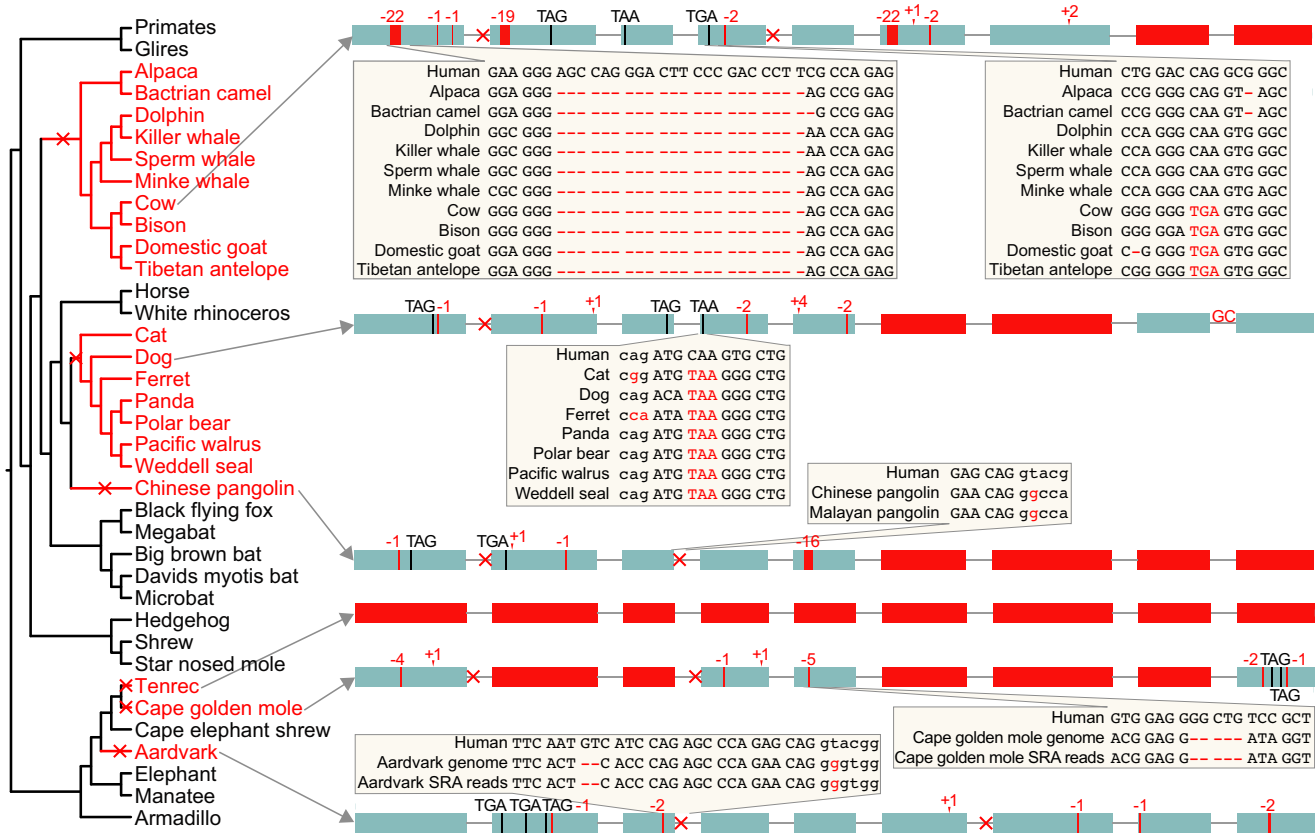 Primates
Glires
Alpaca
Bactrian camel
Dolphin
Killer whale
Sperm whale
Minke whale
Cow
Bison
Domestic goat
Tibetan antelope
Horse
White rhinoceros
Cat
Dog
Ferret
Panda
Polar bear
Pacific walrus
Weddell seal
Chinese pangolin
Black flying fox
Megabat
Big brown bat
Davids myotis bat
Microbat
Hedgehog
Shrew
Star nosed mole
Tenrec
Cape golden mole
Cape elephant shrew
Aardvark
Elephant
Manatee
Armadillo
-22 -1 -1 -19 TAG TAA TGA -2 -22 +1 -2 +2
Human GAA GGG AGC CAG GGA CTT CCC GAC CCT TCG CCA GAG
Alpaca GGA GGG --- --- --- --- --- --- --- --AG CCG GAG
Bactrian camel GGA GGG --- --- --- --- --- --- --- ---G CCG GAG
Dolphin GGC GGG --- --- --- --- --- --- --- --AA CCA GAG
Killer whale GGC GGG --- --- --- --- --- --- --- --AA CCA GAG
Sperm whale GGC GGG --- --- --- --- --- --- --- --AG CCA GAG
Minke whale CGC GGG --- --- --- --- --- --- --- --AG CCA GAG
Cow GGG GGG --- --- --- --- --- --- --- --AG CCA GAG
Bison GGG GGG --- --- --- --- --- --- --- --AG CCA GAG
Domestic goat GGA GGG --- --- --- --- --- --- --- --AG CCA GAG
Tibetan antelope GGA GGG --- --- --- --- --- --- --- --AG CCA GAG
Human CTG GAC CAG GCG GGC
Alpaca CCG GGG CAG GT- AGC
Bactrian camel CCG GGG CAA GT- AGC
Dolphin CCA GGG CAA GTG GGC
Killer whale CCA GGG CAA GTG GGC
Sperm whale CCA GGG CAA GTG GGC
Minke whale CCA GGG CAA GTG AGC
Cow GGG GGG TGA GTG GGC
Bison GGG GGA TGA GTG GGC
Domestic goat C-G GGG TGA GTG GGC
Tibetan antelope CGG GGG TGA GTG GGC
TAG -1 -1 +1 TAG TAA -2 +4 -2 GC
Human cag ATG CAA GTG CTG
Cat cgg ATG TAA GGG CTG
Dog cag ACA TAA GGG CTG
Ferret cca ATA TAA GGG CTG
Panda cag ATG TAA GGG CTG
Polar bear cag ATG TAA GGG CTG
Pacific walrus cag ATG TAA GGG CTG
Weddell seal cag ATG TAA GGG CTG
Human GAG CAG gtacg
Chinese pangolin GAA CAG ggcca
Malayan pangolin GAA CAG ggcca
-1 TAG TGA +1 -1 -16
-4 +1 -1 +1 -5 -2 TAG -1
TAG
Human GTG GAG GGG CTG TCC GCT
Cape golden mole genome ACG GAG G-- --- ATA GGT
Cape golden mole SRA reads ACG GAG G-- --- ATA GGT
Human TTC AAT GTC ATC CAG AGC CCA GAG CAG gtacgg
Aardvark genome TTC ACT --C ACC CAG AGC CCA GAA CAG gggtgg
Aardvark SRA reads TTC ACT --C ACC CAG AGC CCA GAA CAG gggtgg
TGA TGA TAG -1 -2 +1 -1 -1 -2